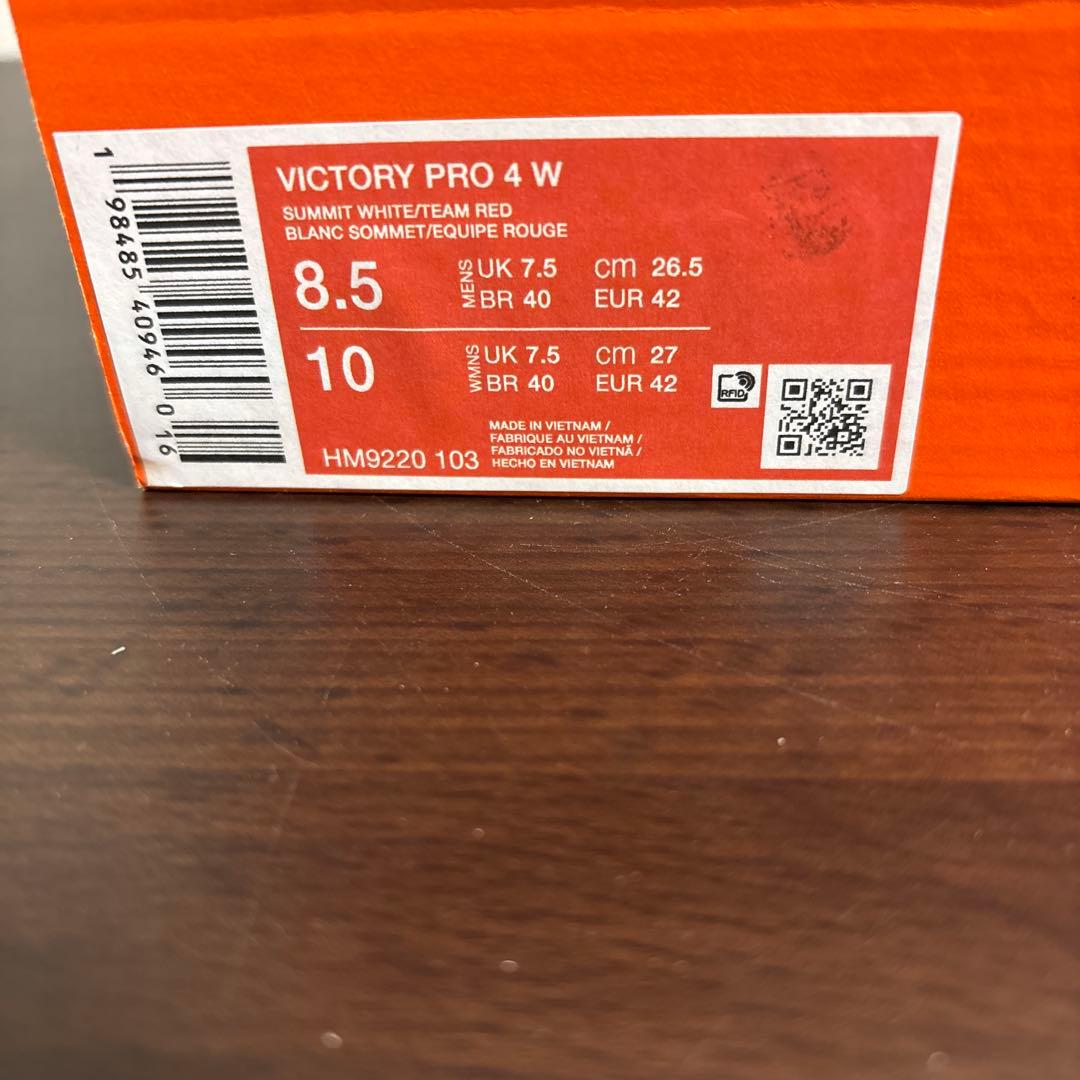 VICTORY PRO 4 W
SUMMIT WHITE/TEAM RED
BLANC SOMMET/EQUIPE ROUGE
8.5 MENS UK 7.5 cm 26.5
BR 40 EUR 42
10 WMNS UK 7.5 cm 27
BR 40 EUR 42
RFID
MADE IN VIETNAM /
FABRIQUE AU VIETNAM /
FABRICADO NO VIETNÃ /
HECHO EN VIETNAM
HM9220 103
1 98485 40946 0 16